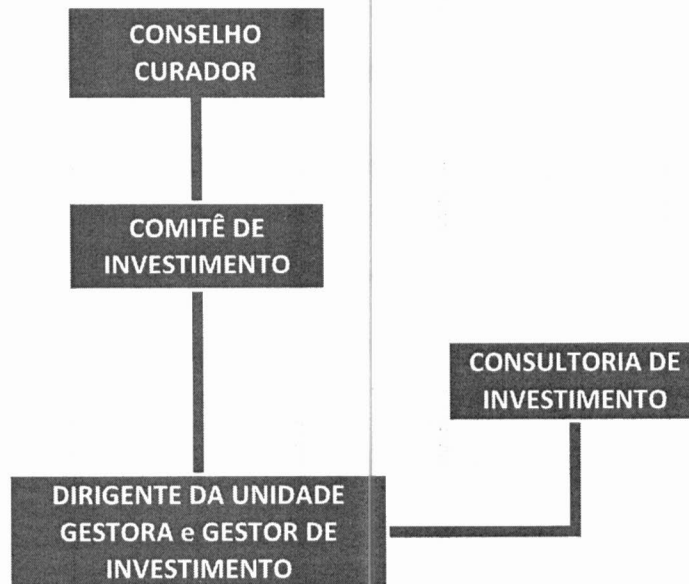 CONSELHO
CURADOR
COMITÊ DE
INVESTIMENTO
CONSULTORIA DE
INVESTIMENTO
DIRIGENTE DA UNIDADE
GESTORA e GESTOR DE
INVESTIMENTO